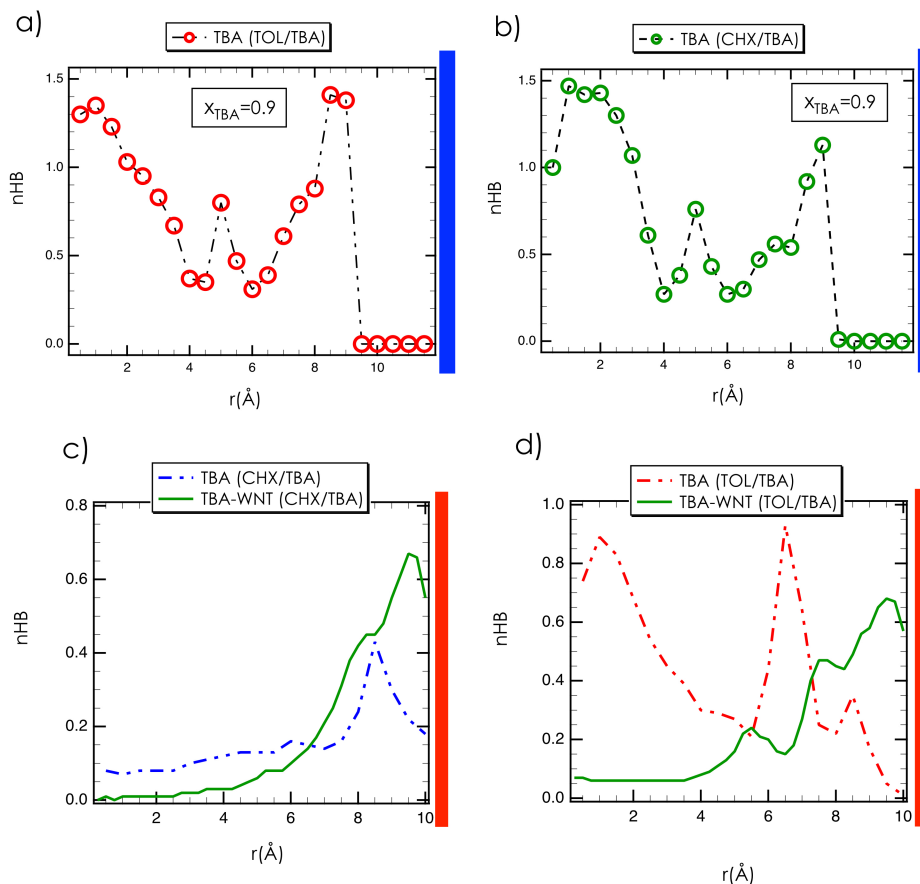 a)
TBA (TOL/TBA)
1.5
1.0
0.5
0.0
nHB
xTBA=0.9
2
4
6
8
10
r(Å)
b)
TBA (CHX/TBA)
1.5
1.0
0.5
0.0
nHB
xTBA=0.9
2
4
6
8
10
r(Å)
c)
TBA (CHX/TBA)
TBA-WNT (CHX/TBA)
0.8
0.6
0.4
0.2
0.0
nHB
2
4
6
8
10
r(Å)
d)
TBA (TOL/TBA)
TBA-WNT (TOL/TBA)
1.0
0.8
0.6
0.4
0.2
0.0
nHB
2
4
6
8
10
r(Å)